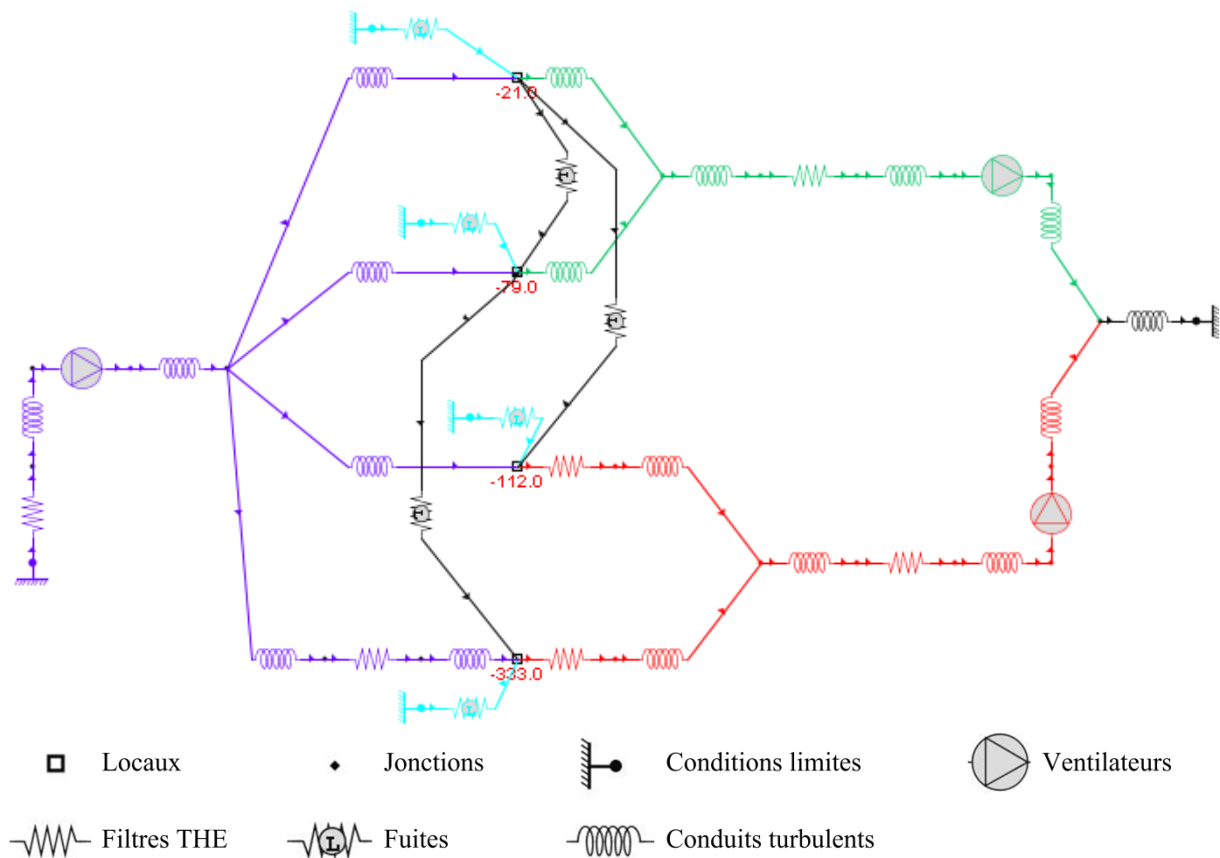 L
-21.0
L
L
-79.0
L
L
-112.0
L
-333.0
L
Locaux
Jonctions
Conditions limites
Ventilateurs
Filtres THE
L
Fuites
Conduits turbulents